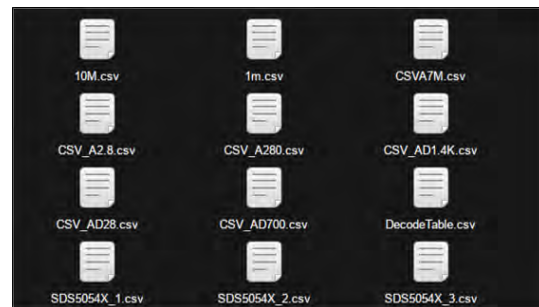 10M.csv 1m.csv CSVA7M.csv
CSV_A2.8.csv CSV_A280.csv CSV_AD1.4K.csv
CSV_AD28.csv CSV_AD700.csv DecodeTable.csv
SDS5054X_1.csv SDS5054X_2.csv SDS5054X_3.csv